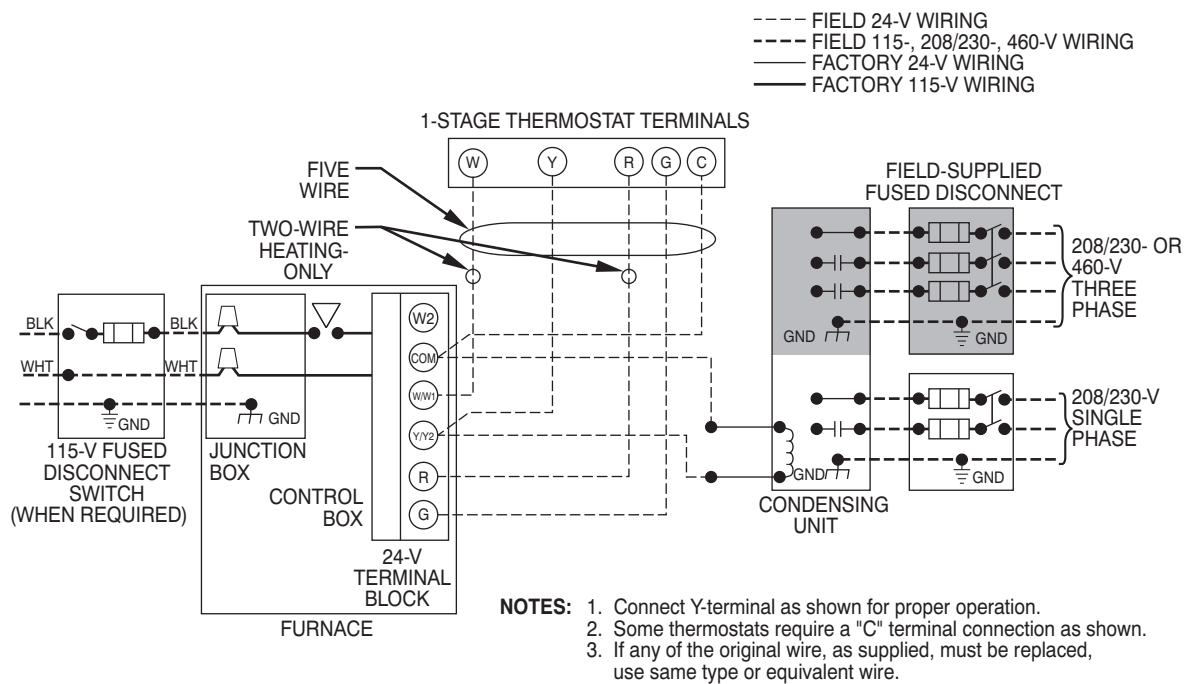 FIELD 24-V WIRING
FIELD 115-, 208/230-, 460-V WIRING
FACTORY 24-V WIRING
FACTORY 115-V WIRING
1-STAGE THERMOSTAT TERMINALS
W
Y
R
G
C
FIVE
WIRE
TWO-WIRE
HEATING-
ONLY
FIELD-SUPPLIED
FUSED DISCONNECT
208/230- OR
460-V
THREE
PHASE
GND
GND
BLK
BLK
WHT
WHT
GND
GND
W2
COM
W/W1
Y/Y2
R
G
208/230-V
SINGLE
PHASE
GND
GND
115-V FUSED
DISCONNECT
SWITCH
(WHEN REQUIRED)
JUNCTION
BOX
CONTROL
BOX
24-V
TERMINAL
BLOCK
FURNACE
CONDENSING
UNIT
NOTES: 1. Connect Y-terminal as shown for proper operation.
2. Some thermostats require a "C" terminal connection as shown.
3. If any of the original wire, as supplied, must be replaced,
use same type or equivalent wire.